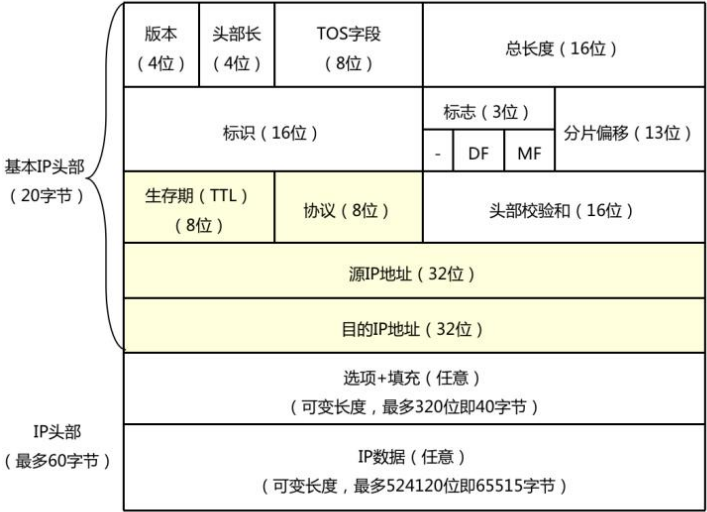 版本
（4位）
头部长
（4位）
TOS字段
（8位）
总长度（16位）
标识（16位）
标志（3位）
-
DF
MF
分片偏移（13位）
基本IP头部
（20字节）
生存期（TTL）
（8位）
协议（8位）
头部校验和（16位）
源IP地址（32位）
目的IP地址（32位）
选项+填充（任意）
（可变长度，最多320位即40字节）
IP头部
（最多60字节）
IP数据（任意）
（可变长度，最多524120位即65515字节）